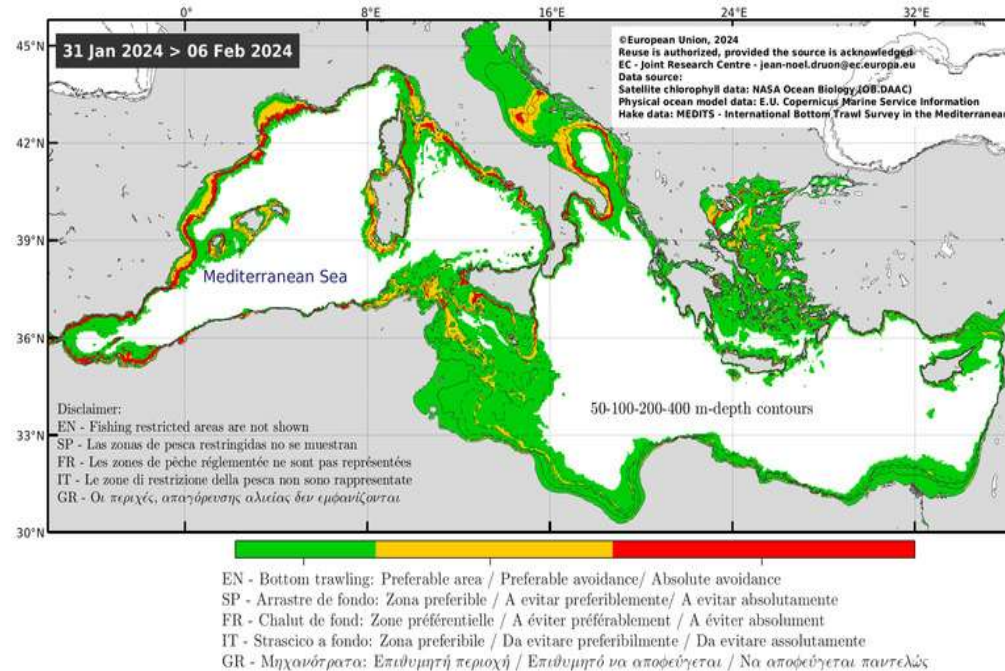 0° 8°E 16°E 24°E 32°E
45°N
31 Jan 2024 > 06 Feb 2024
©European Union, 2024
Reuse is authorized, provided the source is acknowledged
EC - Joint Research Centre - jean-noel.druon@ec.europa.eu
Data source:
Satellite chlorophyll data: NASA Ocean Biology (OB.DAAC)
Physical ocean model data: E.U. Copernicus Marine Service Information
Hake data: MEDITS - International Bottom Trawl Survey in the Mediterranean
42°N
39°N
Mediterranean Sea
36°N
50-100-200-400 m-depth contours
Disclaimer:
EN - Fishing restricted areas are not shown
33°N
SP - Las zonas de pesca restringidas no se muestran
FR - Les zones de pêche réglementée ne sont pas représentées
IT - Le zone di restrizione della pesca non sono rappresentate
GR - Οι περιχές, απαγόρευσης αλιείας δεν εμφανίζονται
30°N
EN - Bottom trawling: Preferable area / Preferable avoidance/ Absolute avoidance
SP - Arrastre de fondo: Zona preferible / A evitar preferiblemente/ A evitar absolutamente
FR - Chalut de fond: Zone préférentielle / A éviter préférablement / A éviter absolument
IT - Strascico a fondo: Zona preferibile / Da evitare preferibilmente / Da evitare assolutamente
GR - Μηχανότρατα: Επιθυμητή περιοχή / Επιθυμητό να αποφεύγεται / Να αποφεύγεται παντελώς